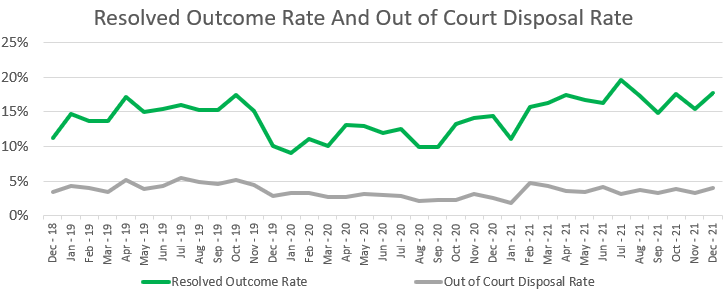 Resolved Outcome Rate And Out of Court Disposal Rate
25%
20%
15%
10%
5%
0%
Dec - 18
Jan - 19
Feb - 19
Mar - 19
Apr - 19
May - 19
Jun - 19
Jul - 19
Aug - 19
Sep - 19
Oct - 19
Nov - 19
Dec - 19
Jan - 20
Feb - 20
Mar - 20
Apr - 20
May - 20
Jun - 20
Jul - 20
Aug - 20
Sep - 20
Oct - 20
Nov - 20
Dec - 20
Jan - 21
Feb - 21
Mar - 21
Apr - 21
May - 21
Jun - 21
Jul - 21
Aug - 21
Sep - 21
Oct - 21
Nov - 21
Dec - 21
Resolved Outcome Rate
Out of Court Disposal Rate